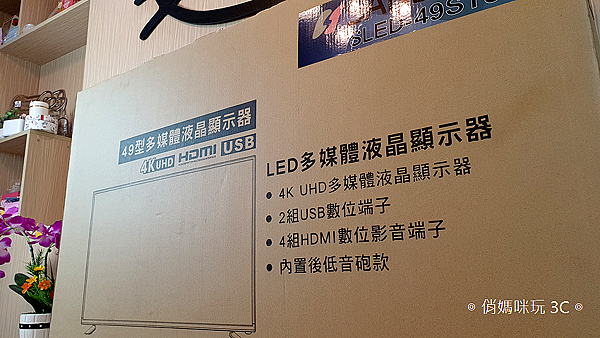 SLED-49S10
49型多媒體液晶顯示器
4K UHD HDMI USB
LED多媒體液晶顯示器
• 4K UHD多媒體液晶顯示器
• 2組USB數位端子
• 4組HDMI數位影音端子
• 內置後低音砲款
俏媽咪玩 3C